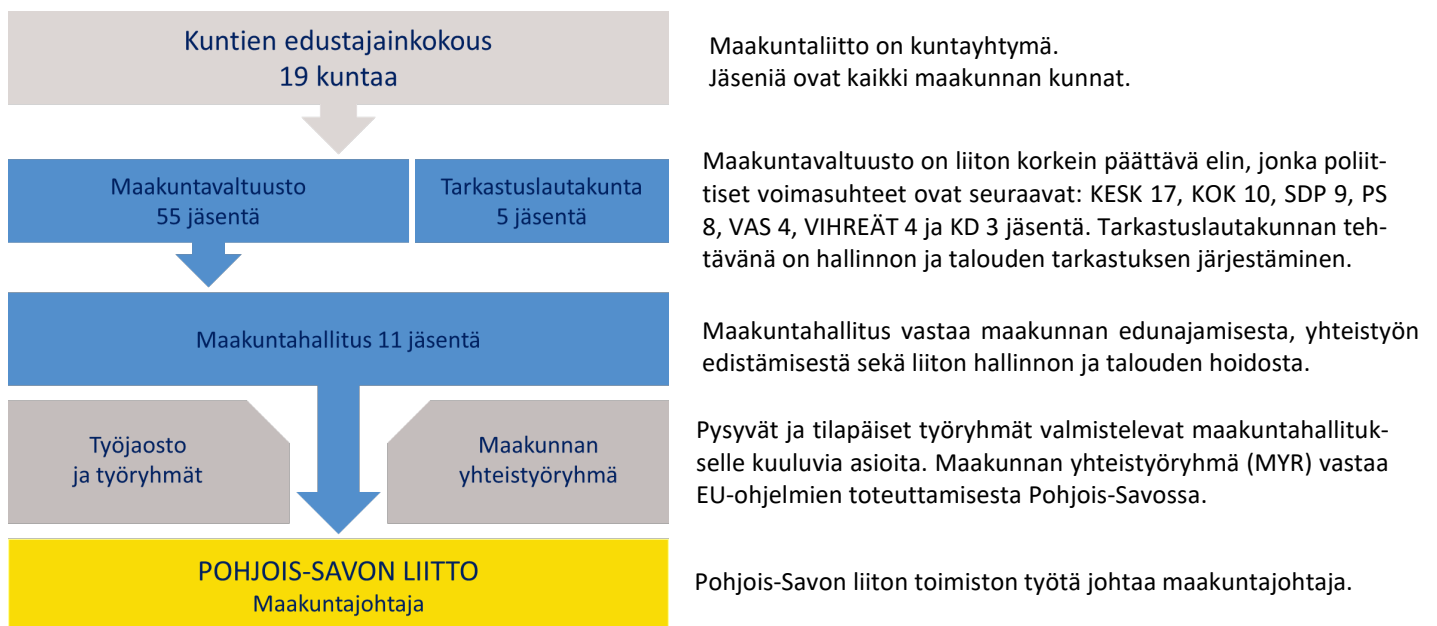 Kuntien edustajainkokous
19 kuntaa
Maakuntaliitto on kuntayhtymä.
Jäseniä ovat kaikki maakunnan kunnat.
Maakuntavaltuusto
55 jäsentä
Tarkastuslautakunta
5 jäsentä
Maakuntavaltuusto on liiton korkein päättävä elin, jonka poliit-
tiset voimasuhteet ovat seuraavat: KESK 17, KOK 10, SDP 9, PS
8, VAS 4, VIHREÄT 4 ja KD 3 jäsentä. Tarkastuslautakunnan teh-
tävänä on hallinnon ja talouden tarkastuksen järjestäminen.
Maakuntahallitus 11 jäsentä
Maakuntahallitus vastaa maakunnan edunajamisesta, yhteistyön
edistämisestä sekä liiton hallinnon ja talouden hoidosta.
Työjaosto
ja työryhmät
Maakunnan
yhteistyöryhmä
Pysyvät ja tilapäiset työryhmät valmistelevat maakuntahallituk-
selle kuuluvia asioita. Maakunnan yhteistyöryhmä (MYR) vastaa
EU-ohjelmien toteuttamisesta Pohjois-Savossa.
POHJOIS-SAVON LIITTO
Maakuntajohtaja
Pohjois-Savon liiton toimiston työtä johtaa maakuntajohtaja.